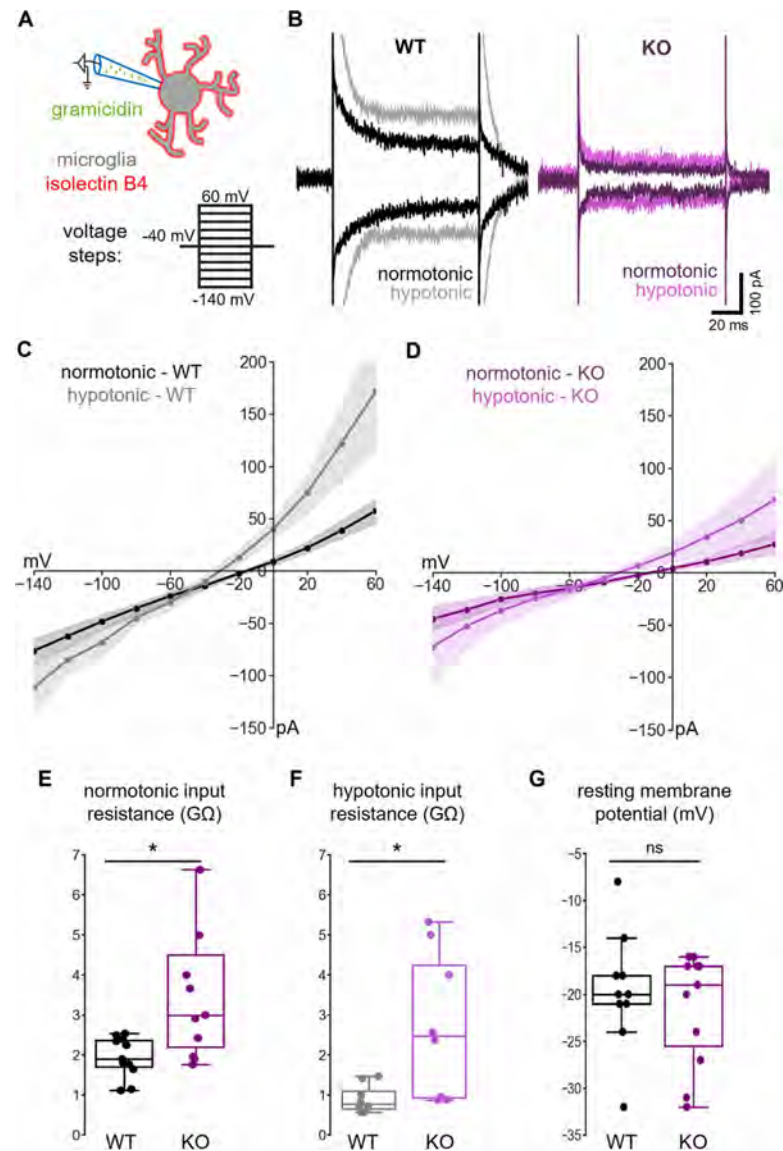 A
gramicidin
microglia
isolectin B4
voltage
steps:
60 mV
-40 mV
-140 mV
B
WT
KO
normotonic
hypotonic
normotonic
hypotonic
100 pA
20 ms
C
normotonic - WT
hypotonic - WT
200
150
100
50
0
−50
−100
−150
mV
−140
−100
−60
−20
0
20
60
pA
D
normotonic - KO
hypotonic - KO
200
150
100
50
0
−50
−100
−150
mV
−140
−100
−60
−20
0
20
60
pA
E
normotonic input
resistance (GΩ)
*
7
6
5
4
3
2
1
0
WT
KO
F
hypotonic input
resistance (GΩ)
*
7
6
5
4
3
2
1
0
WT
KO
G
resting membrane
potential (mV)
ns
−5
−10
−15
−20
−25
−30
−35
WT
KO